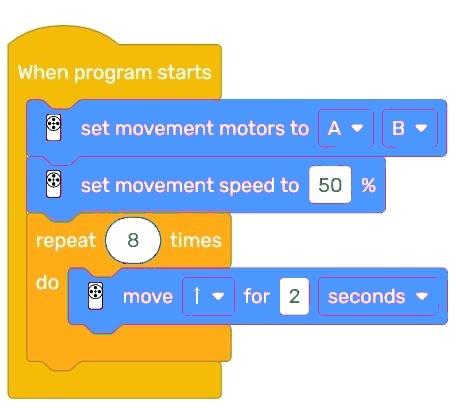 When program starts
set movement motors to A B
set movement speed to 50 %
repeat 8 times
do
move ↑ for 2 seconds